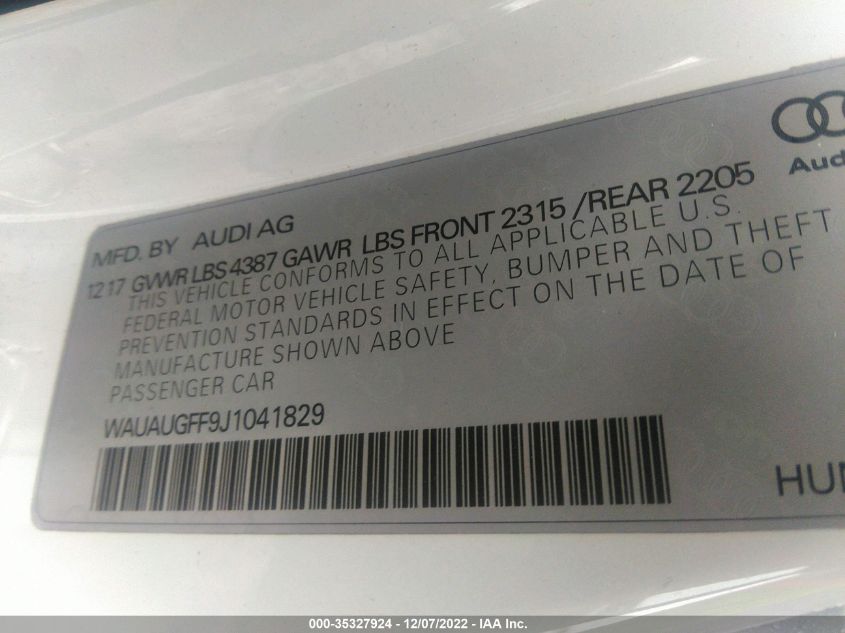 Aud
MFD. BY AUDI AG
12 17 GVWR LBS 4387 GAWR LBS FRONT 2315 / REAR 2205
THIS VEHICLE CONFORMS TO ALL APPLICABLE U.S.
FEDERAL MOTOR VEHICLE SAFETY, BUMPER AND THEFT
PREVENTION STANDARDS IN EFFECT ON THE DATE OF
MANUFACTURE SHOWN ABOVE
PASSENGER CAR
WAUAUGFF9J1041829
HUN
000-35327924 - 12/07/2022 - IAA Inc.